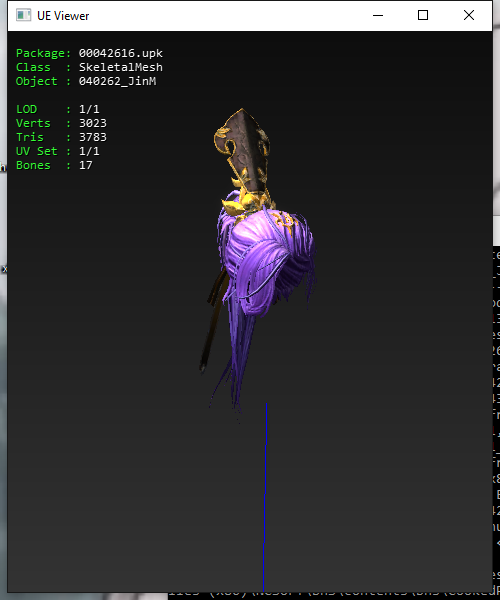 UE Viewer
Package: 00042616.upk
Class : SkeletalMesh
Object : 040262_JinM
LOD : 1/1
Verts : 3023
Tris : 3783
UV Set : 1/1
Bones : 17